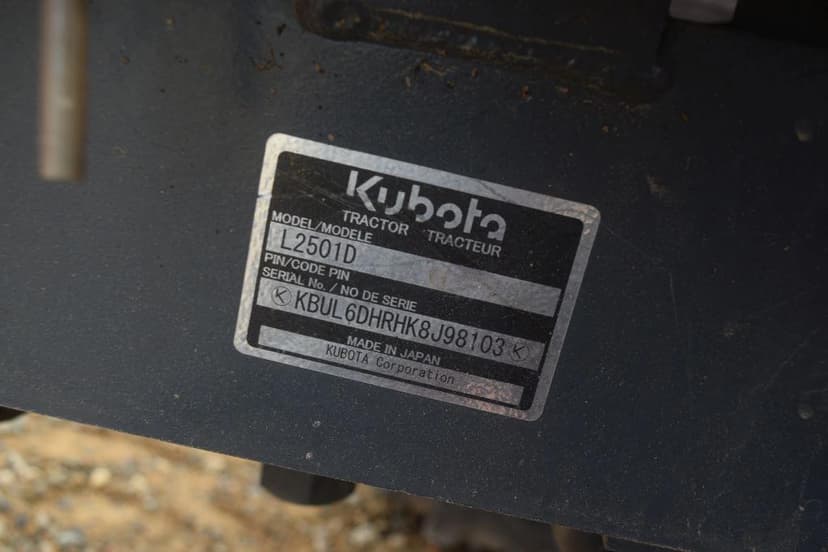 Kubota
TRACTOR TRACTEUR
MODEL/MODELE
L2501D
PIN/CODE PIN
SERIAL No. / NO DE SERIE
KBUL6DHRHK8J98103
MADE IN JAPAN
KUBOTA Corporation